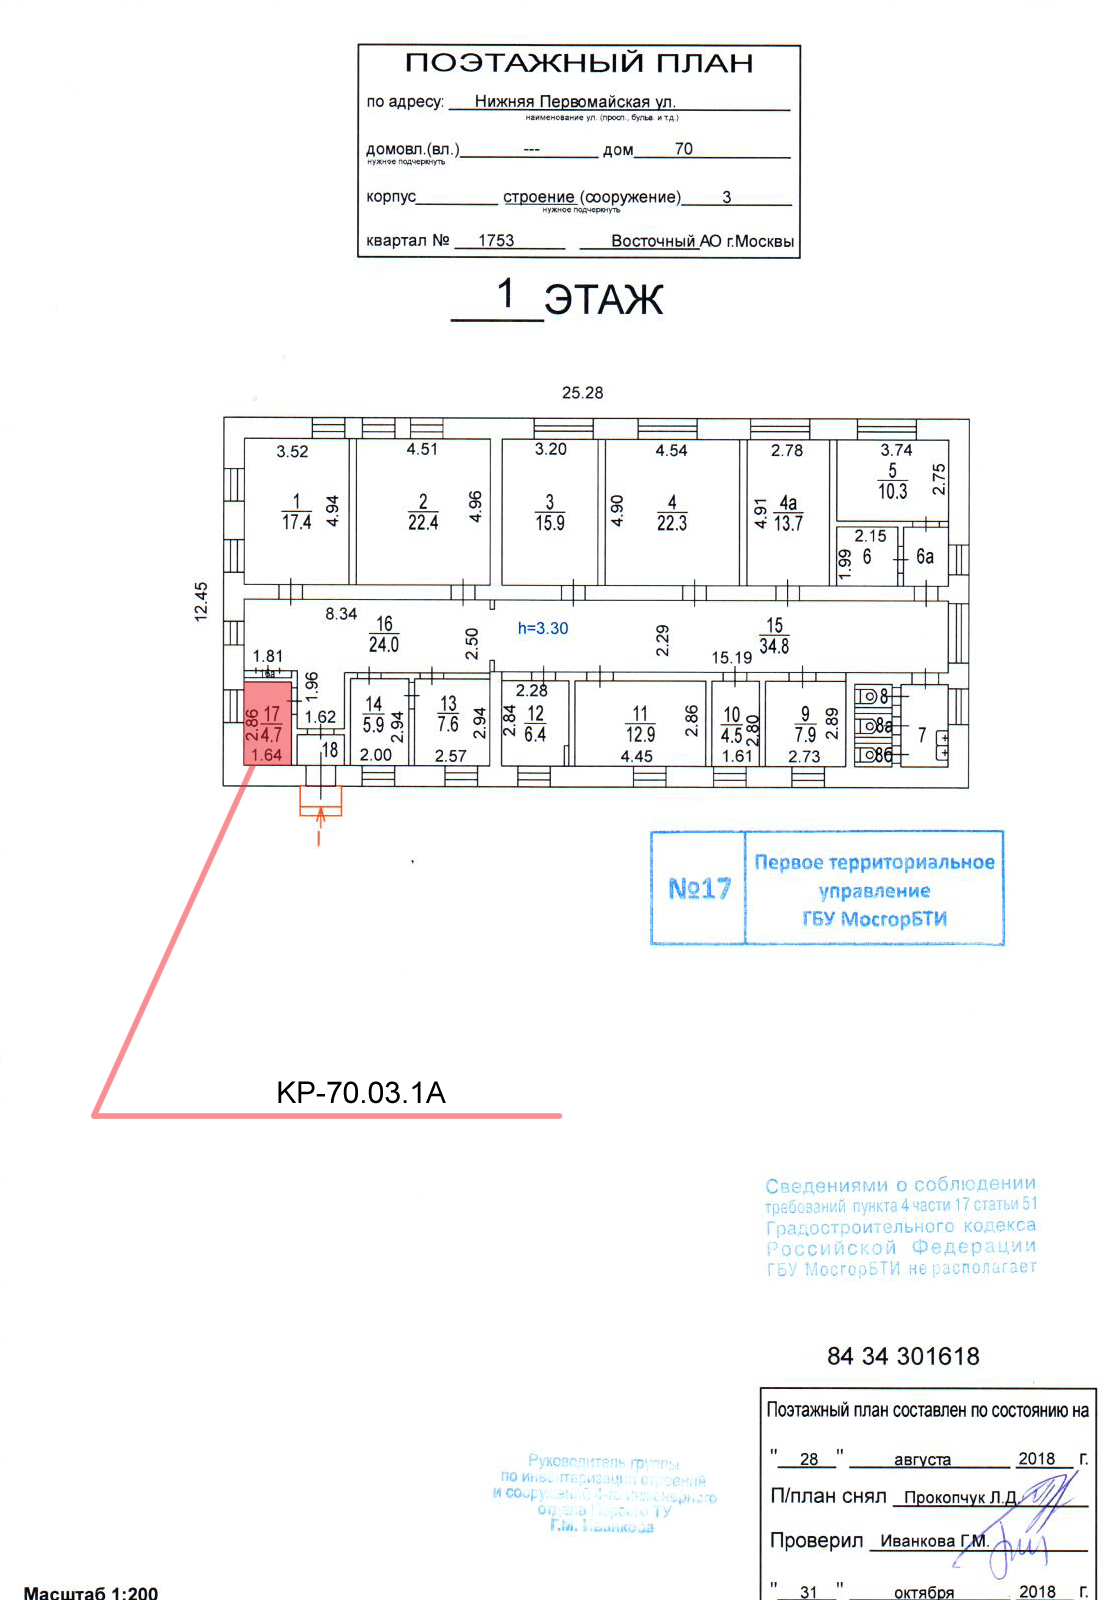 ПОЭТАЖНЫЙ ПЛАН
по адресу: Нижняя Первомайская ул.
наименование ул. (просп., бульв. и т.д.)
домовл.(вл.) --- дом 70
нужное подчеркнуть
корпус строение (сооружение) 3
нужное подчеркнуть
квартал № 1753 Восточный АО г.Москвы
1 ЭТАЖ
25.28
3.52 4.51 3.20 4.54 2.78 3.74
1 17.4 4.94
2 22.4 4.96
3 15.9
4.90 4 22.3
4.91 4а 13.7
5 10.3 2.75
2.15
1.99 6 6а
12.45
8.34 16 24.0 2.50 h=3.30 2.29 15 34.8
15.19
1.81
16а
1.96
2.86 17 4.7
1.64
1.62
18
14 5.9 2.94
2.00
13 7.6 2.94
2.57
2.28
2.84 12 6.4
11 12.9 2.86
4.45
10 4.5 2.80
1.61
9 7.9 2.89
2.73
8
8а
8б
7
I
№17
Первое территориальное
управление
ГБУ МосгорБТИ
КР-70.03.1А
Сведениями о соблюдении
требований пункта 4 части 17 статьи 51
Градостроительного кодекса
Российской Федерации
ГБУ МосгорБТИ не располагает
84 34 301618
Поэтажный план составлен по состоянию на
" 28 " августа 2018 г.
П/план снял Прокопчук Л.Д.
Проверил Иванкова Г.М.
" 31 " октября 2018 г.
Руководитель группы
по инвентаризации строений
и сооружений 4-го инженерного
отдела Первого ТУ
Г.М. Иванкова
Масштаб 1:200